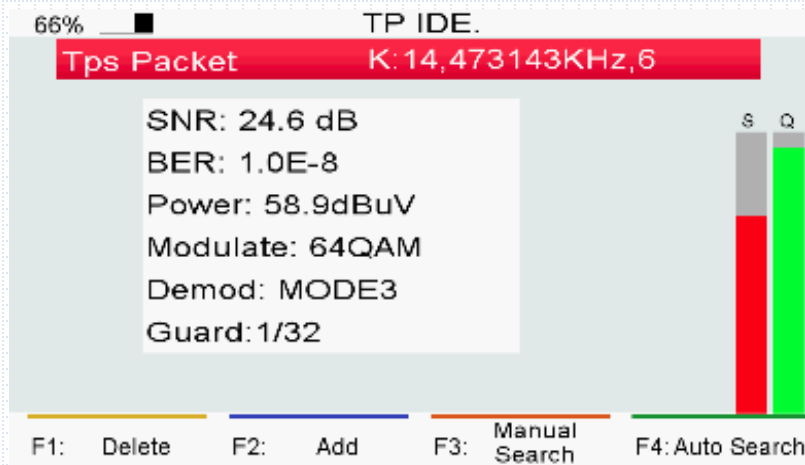 66% TP IDE.
Tps Packet K:14,473143KHz,6
SNR: 24.6 dB
BER: 1.0E-8
Power: 58.9dBuV
Modulate: 64QAM
Demod: MODE3
Guard:1/32
S Q
F1: Delete F2: Add F3: Manual Search F4: Auto Search